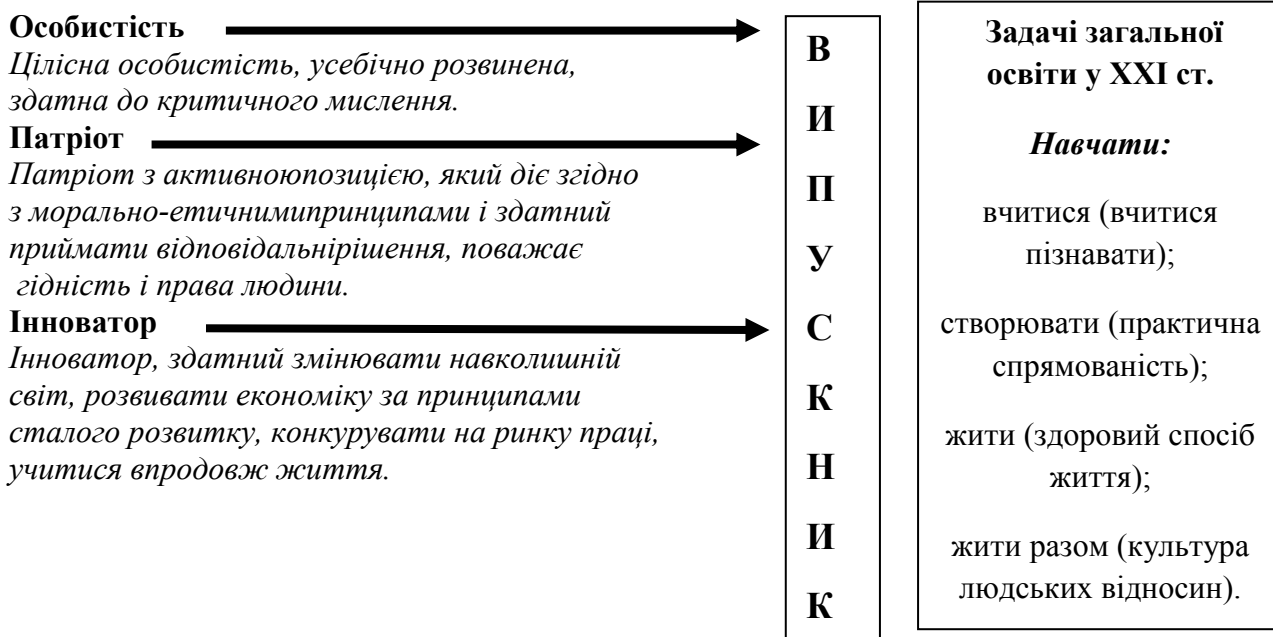 Особистість
Цілісна особистість, усебічно розвинена,
здатна до критичного мислення.
Патріот
Патріот з активноюпозицією, який діє згідно
з морально-етичнимипринципами і здатний
приймати відповідальнірішення, поважає
гідність і права людини.
Інноватор
Інноватор, здатний змінювати навколишній
світ, розвивати економіку за принципами
сталого розвитку, конкурувати на ринку праці,
учитися впродовж життя.
В
И
П
У
С
К
Н
И
К
Задачі загальної
освіти у ХХІ ст.
Навчати:
вчитися (вчитися
пізнавати);
створювати (практична
спрямованість);
жити (здоровий спосіб
життя);
жити разом (культура
людських відносин).